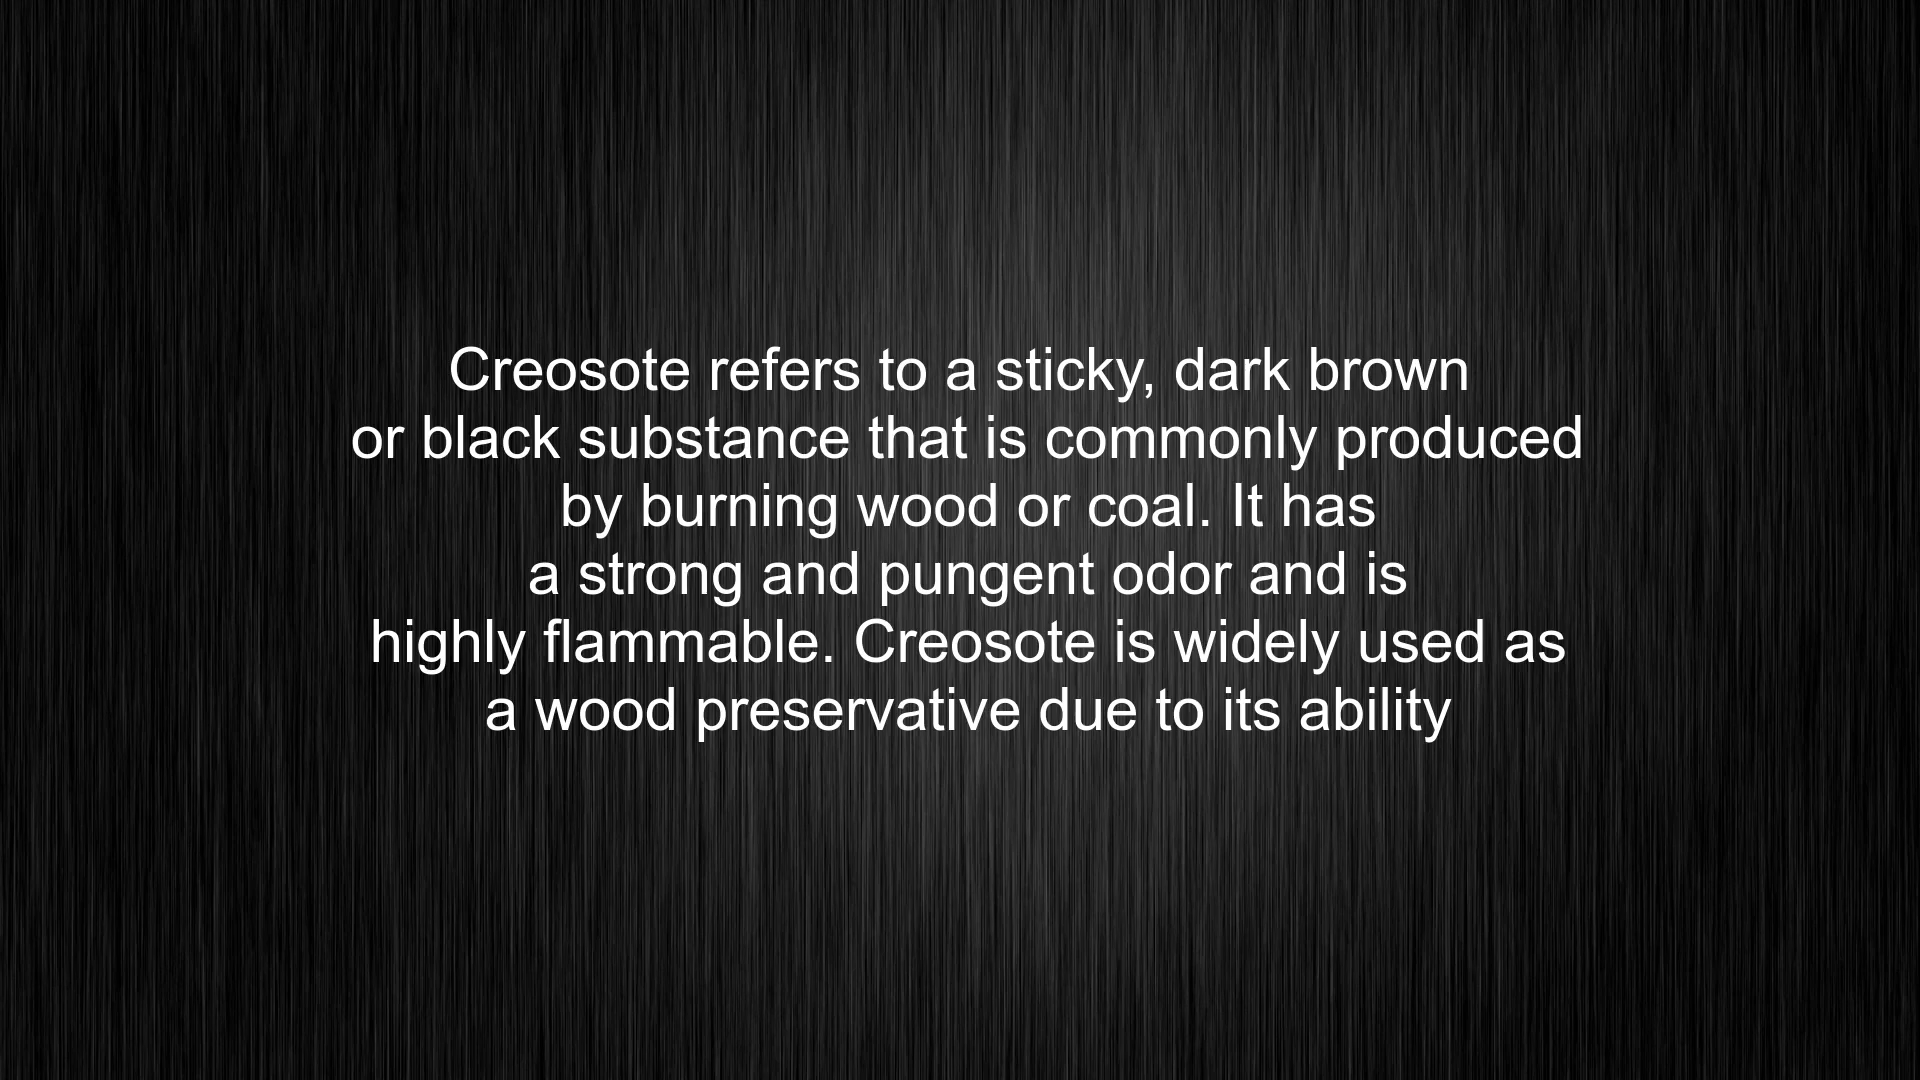 Creosote refers to a sticky, dark brown
or black substance that is commonly produced
by burning wood or coal. It has
a strong and pungent odor and is
highly flammable. Creosote is widely used as
a wood preservative due to its ability